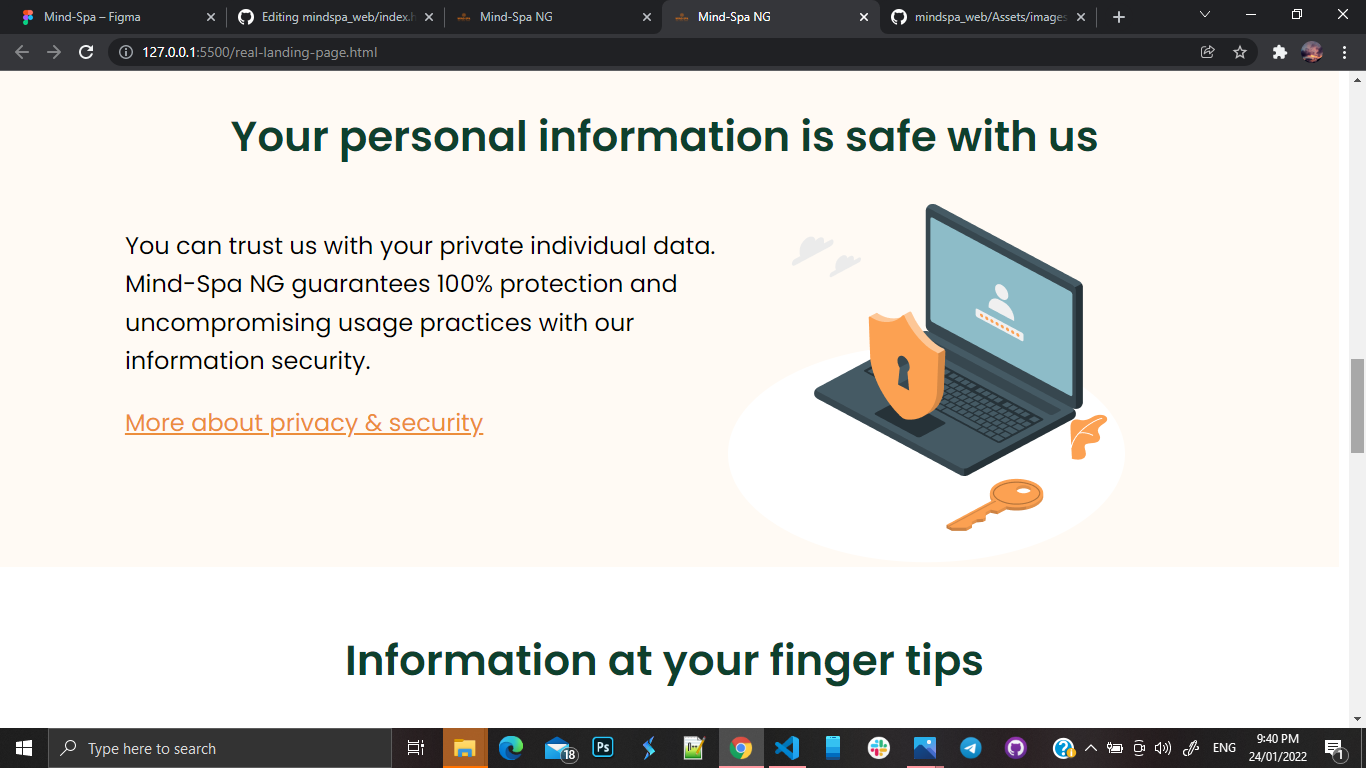 Mind-Spa – Figma
Editing mindspa_web/index.h
Mind-Spa NG
Mind-Spa NG
mindspa_web/Assets/images
127.0.0.1:5500/real-landing-page.html
Your personal information is safe with us
You can trust us with your private individual data.
Mind-Spa NG guarantees 100% protection and
uncompromising usage practices with our
information security.
More about privacy & security
Information at your finger tips
Type here to search
18
Ps
ENG
9:40 PM
24/01/2022
1